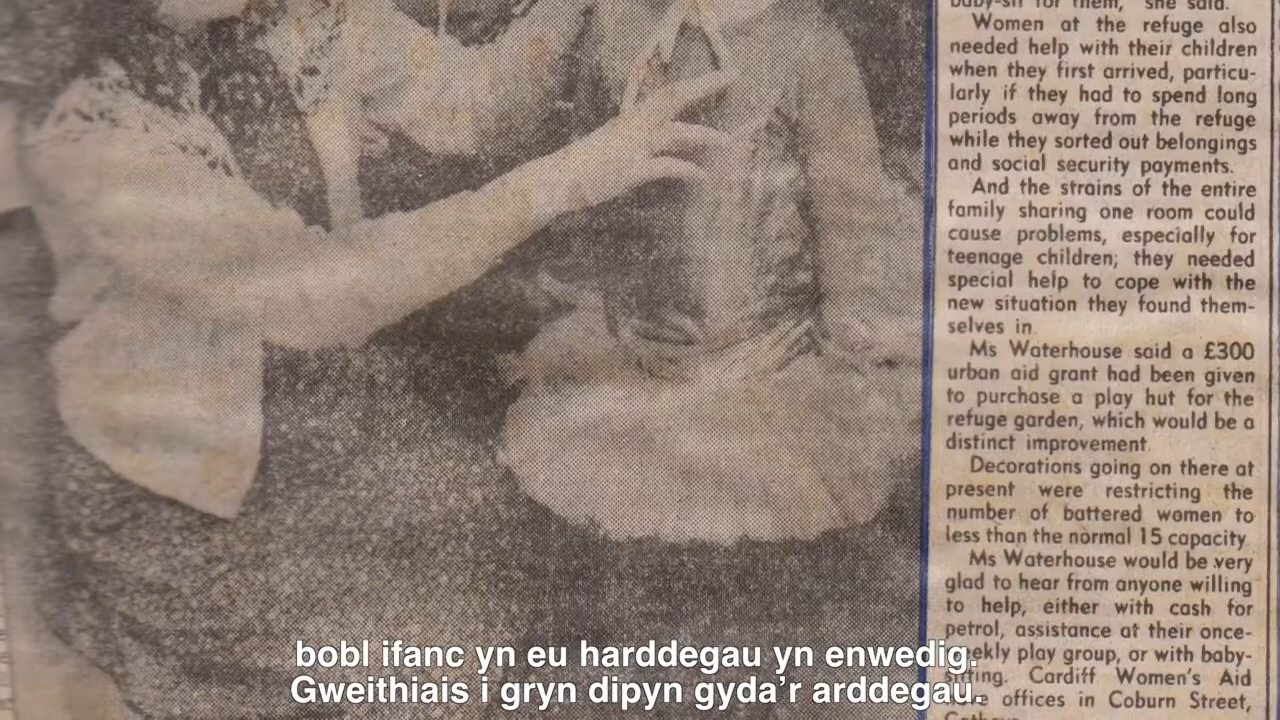 baby-sit for them," she said.
Women at the refuge also
needed help with their children
when they first arrived, particu-
larly if they had to spend long
periods away from the refuge
while they sorted out belongings
and social security payments.
And the strains of the entire
family sharing one room could
cause problems, especially for
teenage children; they needed
special help to cope with the
new situation they found them-
selves in.
Ms Waterhouse said a £300
urban aid grant had been given
to purchase a play hut for the
refuge garden, which would be a
distinct improvement.
Decorations going on there at
present were restricting the
number of battered women to
less than the normal 15 capacity.
Ms Waterhouse would be very
glad to hear from anyone willing
to help, either with cash for
petrol, assistance at their once-
weekly play group, or with baby-
sitting. Cardiff Women's Aid
offices in Coburn Street,
bobl ifanc yn eu harddegau yn enwedig.
Gweithiais i gryn dipyn gyda'r arddegau.